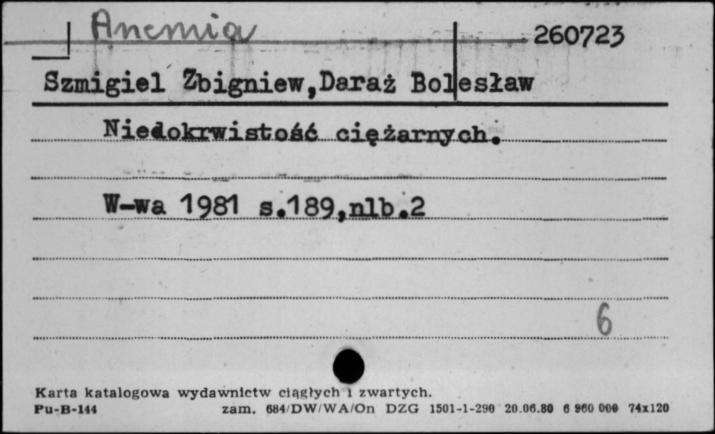 Anemia 260723
Szmigiel Zbigniew,Daraż Bolesław
Niedokrwistość ciężarnych.
W-wa 1981 s.189,nlb.2
6
Karta katalogowa wydawnictw ciągłych i zwartych.
Pu-B-144 zam. 684/DW/WA/On DZG 1501-1-290 20.06.80 6 960 000 74x120